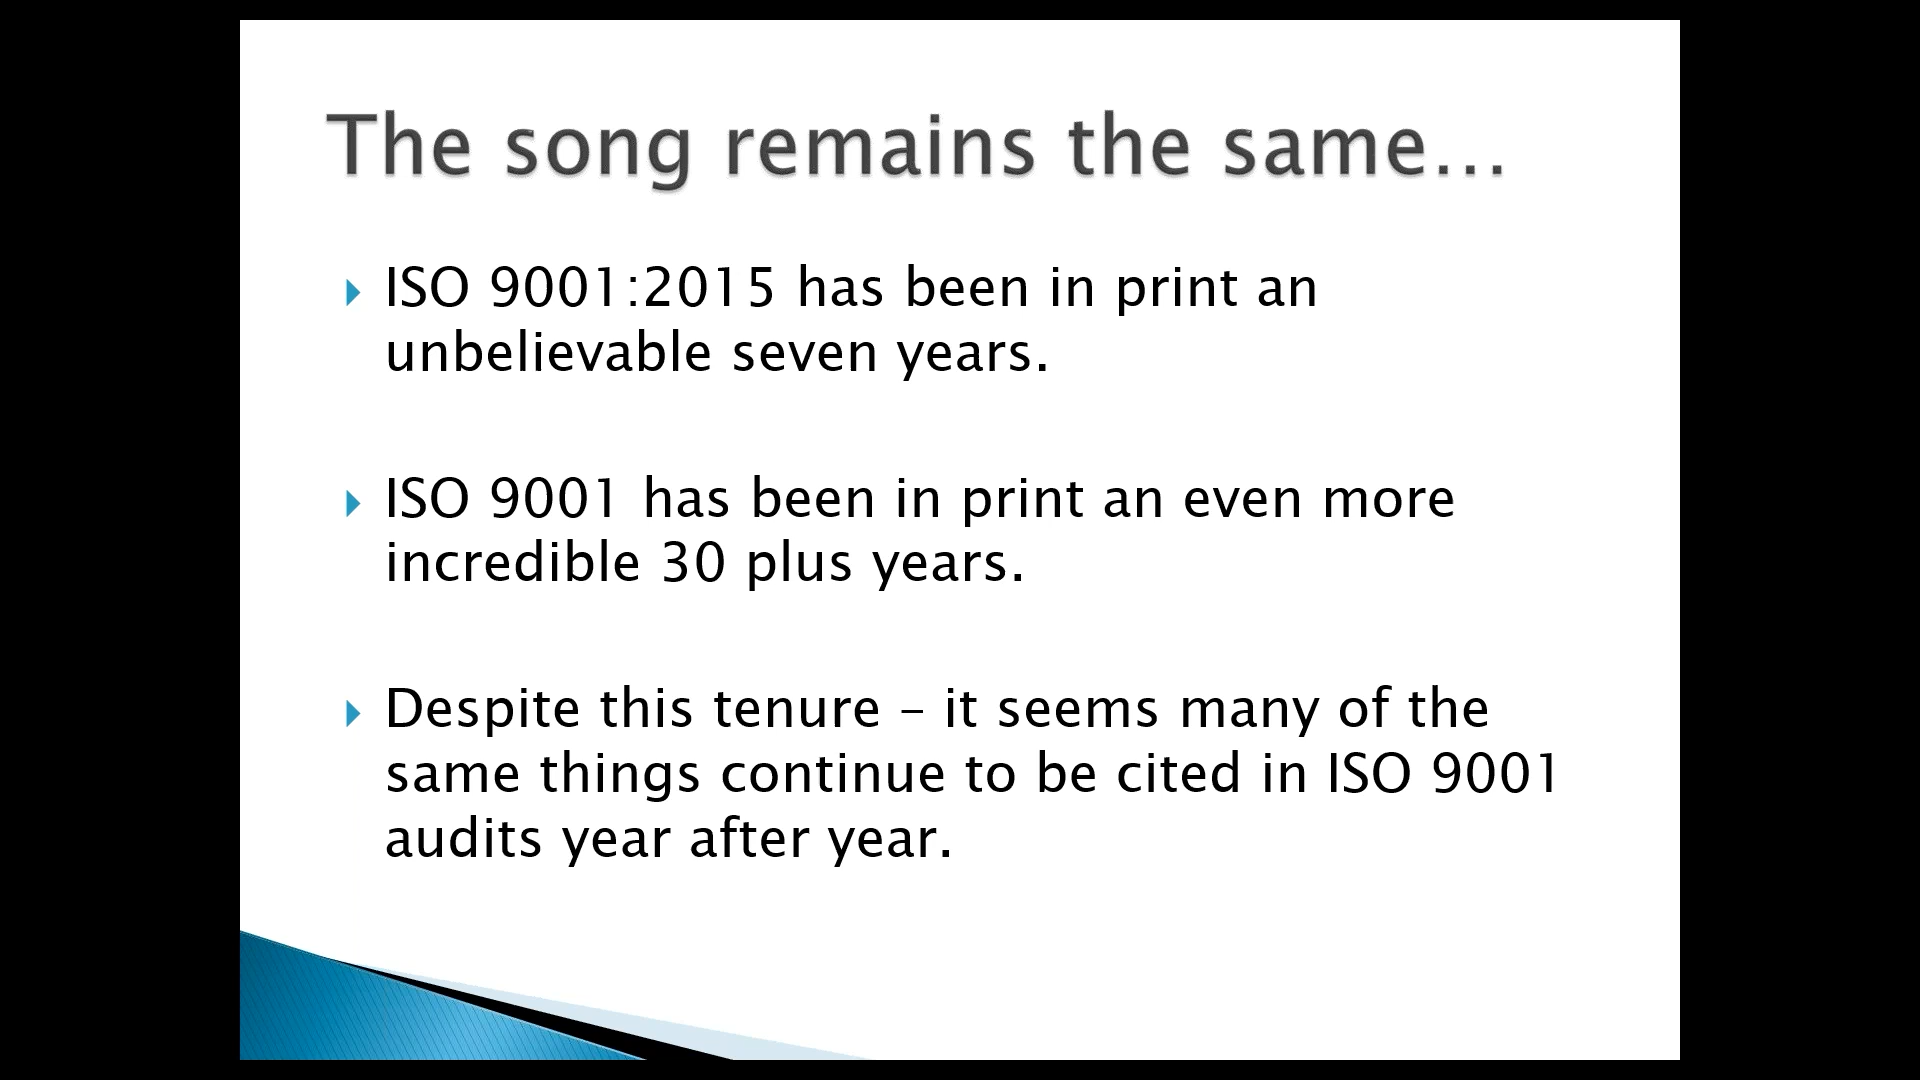 The song remains the same...
ISO 9001:2015 has been in print an
unbelievable seven years.
ISO 9001 has been in print an even more
incredible 30 plus years.
Despite this tenure – it seems many of the
same things continue to be cited in ISO 9001
audits year after year.